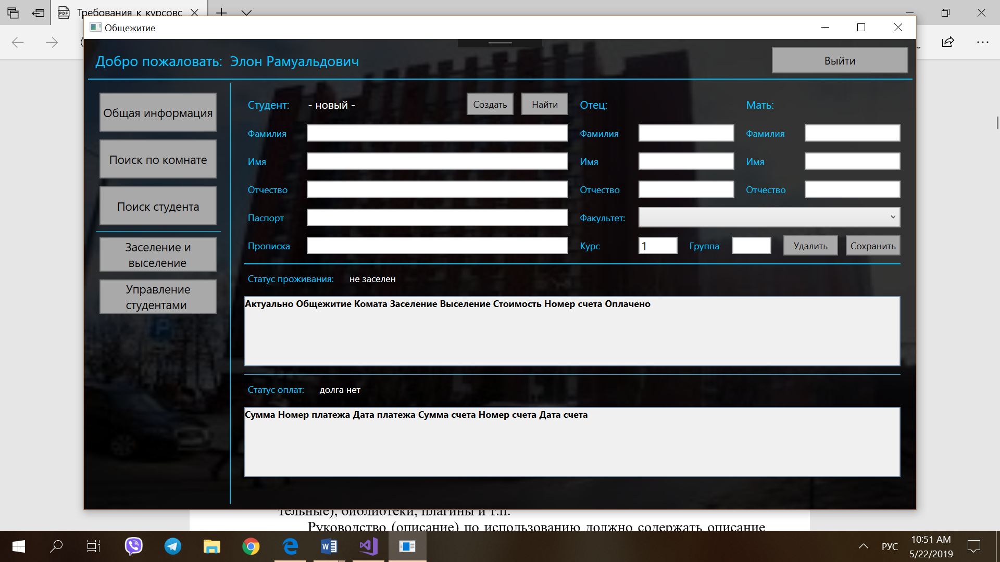 Требования к курсовс
Общежитие
Добро пожаловать: Элон Рамуальдович
Выйти
Общая информация
Поиск по комнате
Поиск студента
Заселение и
выселение
Управление
студентами
Студент: - новый - Создать Найти Отец: Мать:
Фамилия Фамилия Фамилия
Имя Имя Имя
Отчество Отчество Отчество
Паспорт Факультет:
Прописка Курс 1 Группа Удалить Сохранить
Статус проживания: не заселен
Актуально Общежитие Комата Заселение Выселение Стоимость Номер счета Оплачено
Статус оплат: долга нет
Сумма Номер платежа Дата платежа Сумма счета Номер счета Дата счета
тельные), библиотеки, плагины и т.п.
Руководство (описание) по использованию должно содержать описание
РУС
10:51 AM
5/22/2019